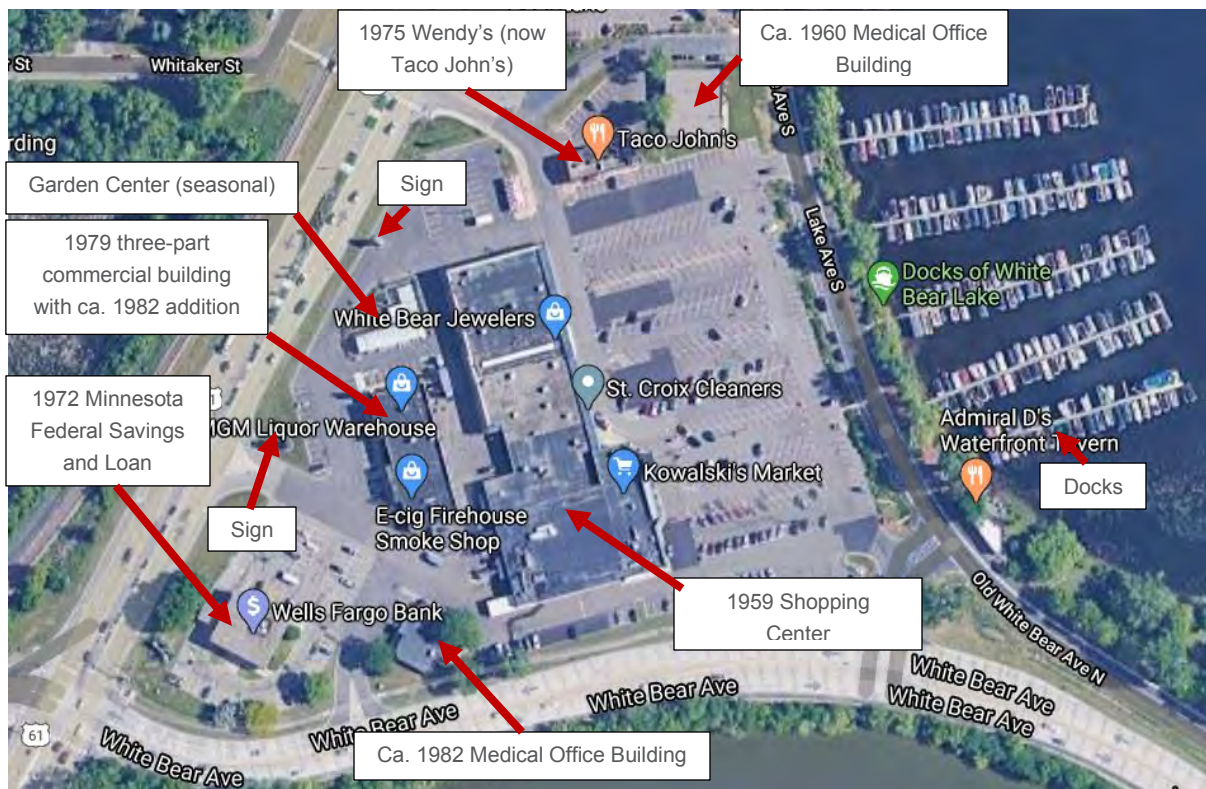 Whitaker St
St
rding
1975 Wendy's (now
Taco John's)
Ca. 1960 Medical Office
Building
Ave S
Taco John's
Garden Center (seasonal)
Sign
1979 three-part
commercial building
with ca. 1982 addition
Lake Ave S
Docks of White
Bear Lake
White Bear Jewelers
St. Croix Cleaners
1972 Minnesota
Federal Savings
and Loan
MGM Liquor Warehouse
Admiral D's
Waterfront Tavern
Kowalski's Market
Docks
Sign
E-cig Firehouse
Smoke Shop
1959 Shopping
Center
Wells Fargo Bank
Old White Bear Ave N
White Bear Ave
White Bear Ave
White Bear Ave
White Bear Ave
White Bear Ave
61
Ca. 1982 Medical Office Building